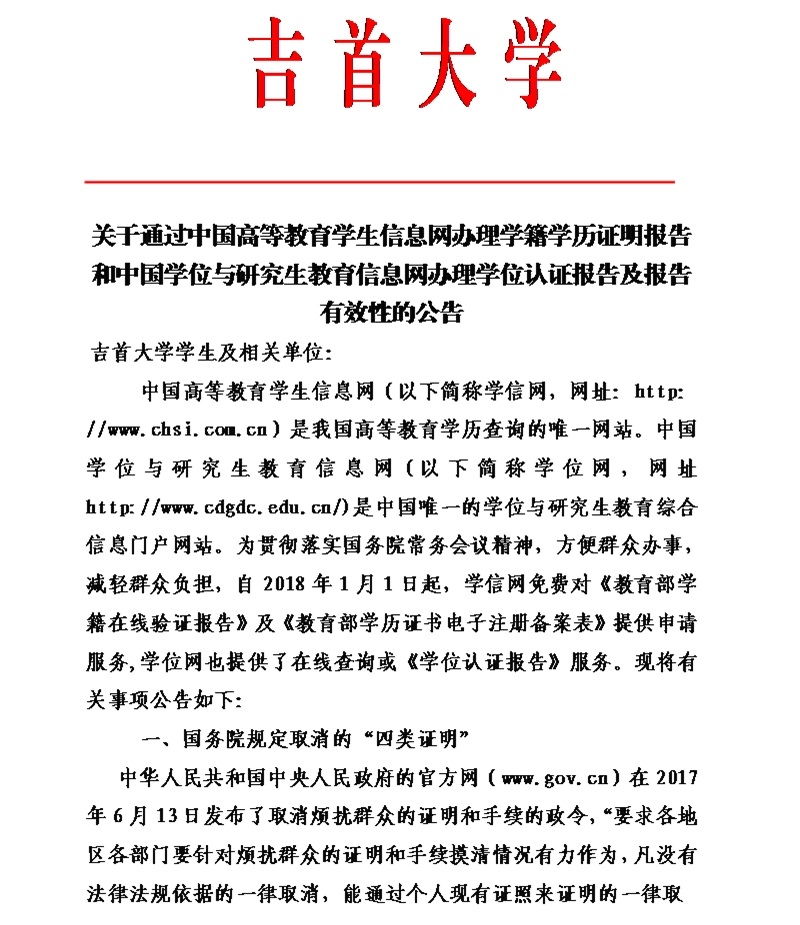 吉首大学
关于通过中国高等教育学生信息网办理学籍学历证明报告
和中国学位与研究生教育信息网办理学位认证报告及报告
有效性的公告
吉首大学学生及相关单位：
中国高等教育学生信息网（以下简称学信网，网址：http:
//www.chsi.com.cn）是我国高等教育学历查询的唯一网站。中国
学位与研究生教育信息网（以下简称学位网，网址
http://www.cdgdc.edu.cn/)是中国唯一的学位与研究生教育综合
信息门户网站。为贯彻落实国务院常务会议精神，方便群众办事，
减轻群众负担，自 2018 年 1 月 1 日起，学信网免费对《教育部学
籍在线验证报告》及《教育部学历证书电子注册备案表》提供申请
服务,学位网也提供了在线查询或《学位认证报告》服务。现将有
关事项公告如下：
一、国务院规定取消的“四类证明”
中华人民共和国中央人民政府的官方网（www.gov.cn）在 2017
年 6 月 13 日发布了取消烦扰群众的证明和手续的政令，“要求各地
区各部门要针对烦扰群众的证明和手续摸清情况有力作为，凡没有
法律法规依据的一律取消，能通过个人现有证照来证明的一律取